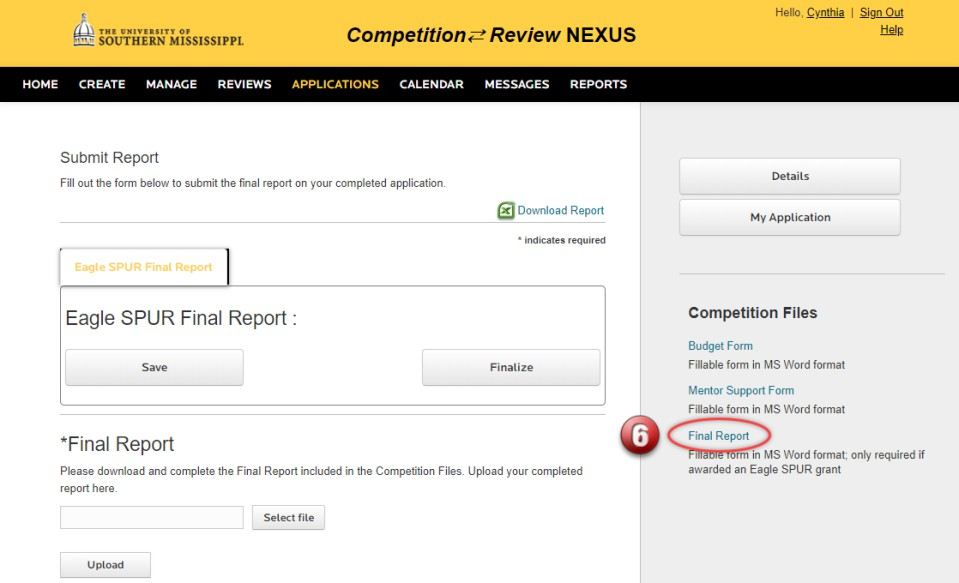 THE UNIVERSITY OF
SOUTHERN MISSISSIPPI.
Competition⇄Review NEXUS
Hello, Cynthia | Sign Out
Help
HOME CREATE MANAGE REVIEWS APPLICATIONS CALENDAR MESSAGES REPORTS
Submit Report
Fill out the form below to submit the final report on your completed application.
Download Report
* indicates required
Eagle SPUR Final Report
Eagle SPUR Final Report :
Save
Finalize
*Final Report
Please download and complete the Final Report included in the Competition Files. Upload your completed
report here.
Select file
Upload
Details
My Application
Competition Files
Budget Form
Fillable form in MS Word format
Mentor Support Form
Fillable form in MS Word format
6
Final Report
Fillable form in MS Word format; only required if
awarded an Eagle SPUR grant